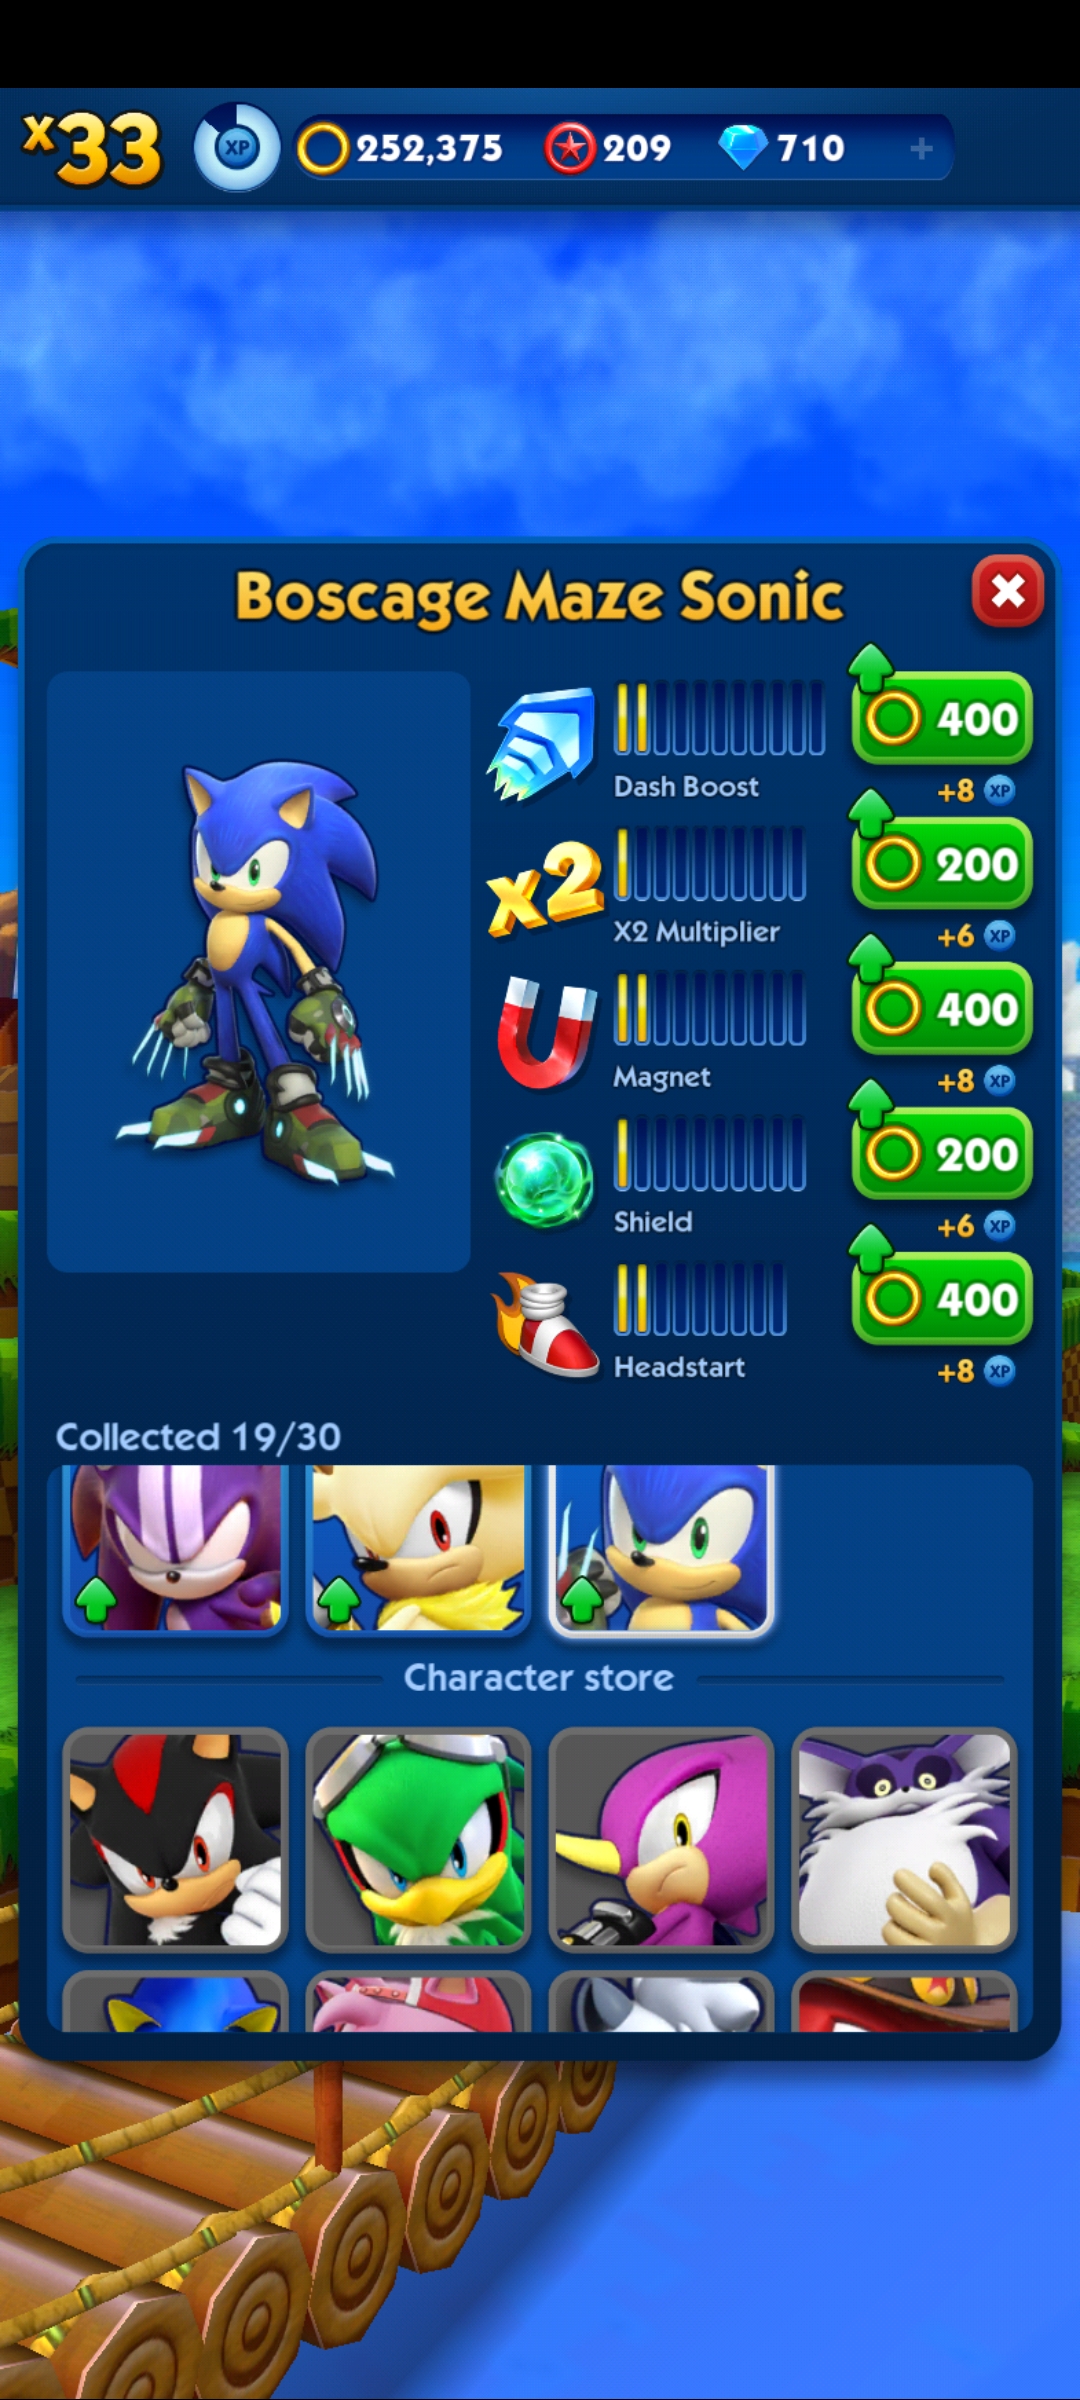 x33
XP
252,375
209
710
+
Boscage Maze Sonic
400
Dash Boost
+8 XP
x2
200
X2 Multiplier
+6 XP
400
Magnet
+8 XP
200
Shield
+6 XP
400
Headstart
+8 XP
Collected 19/30
Character store